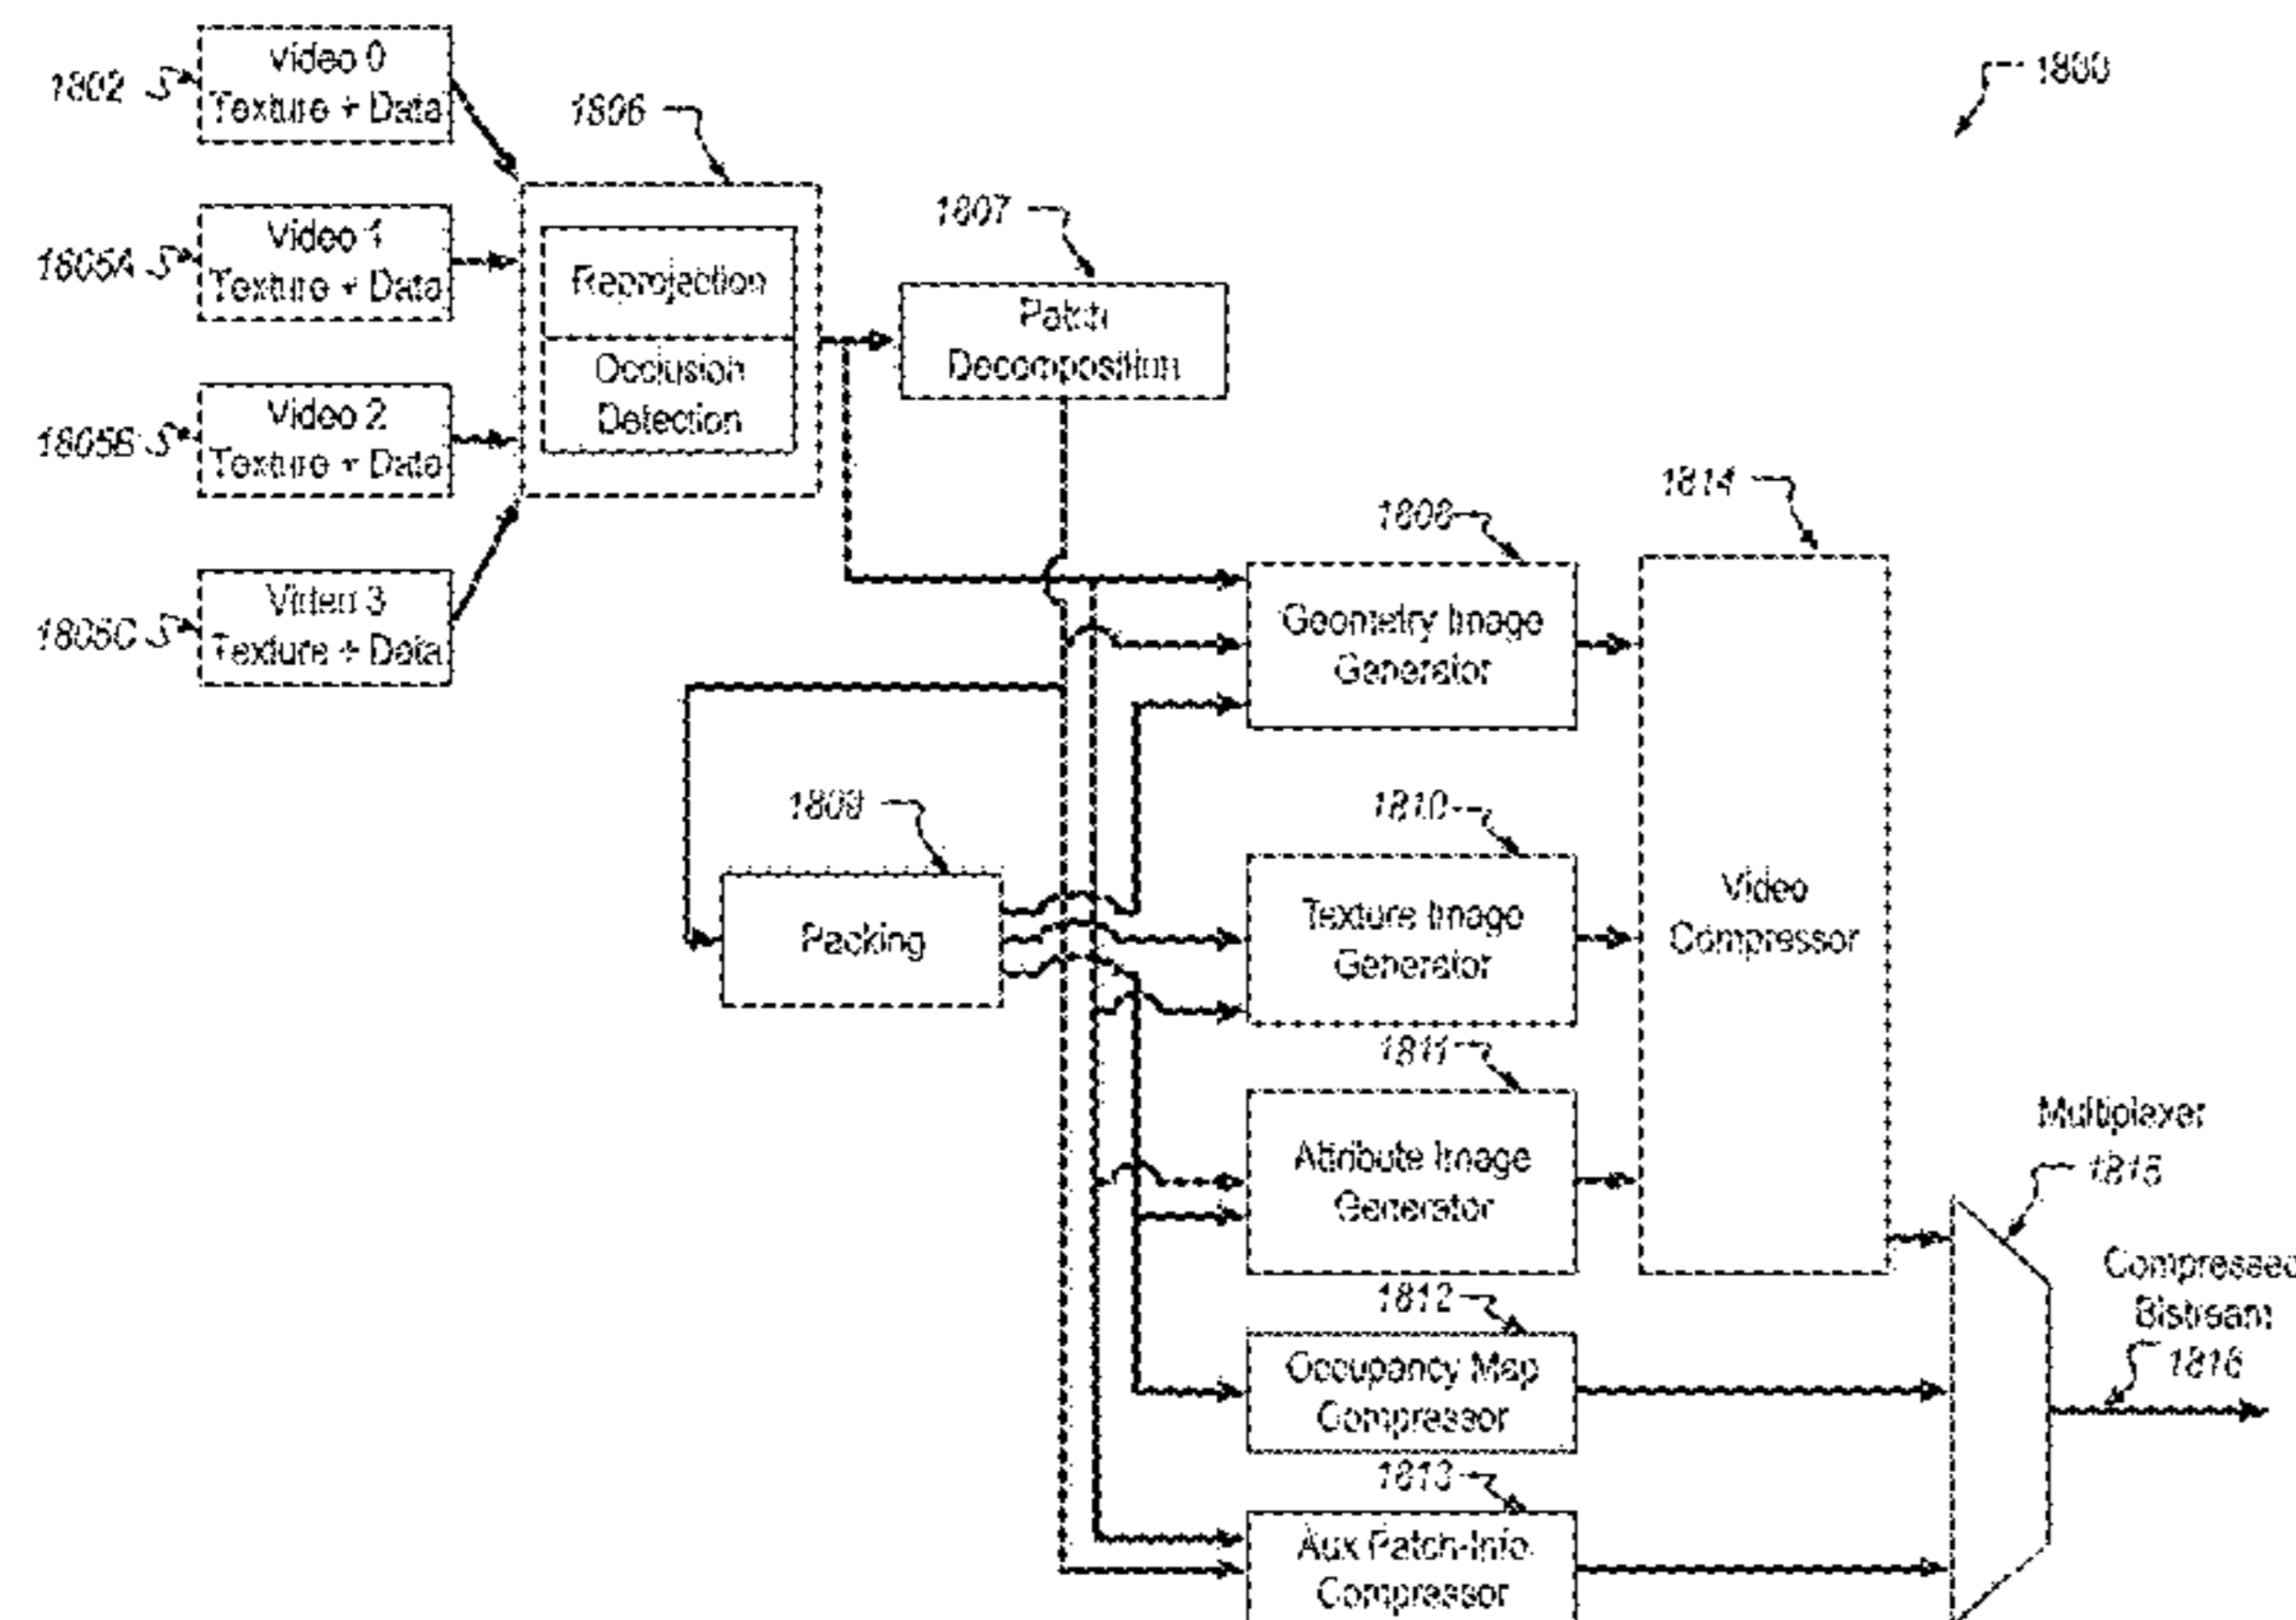 1800
1802
Video 0
Texture + Data
1805A
Video 1
Texture + Data
1805B
Video 2
Texture + Data
1805C
Video 3
Texture + Data
1806
Reprojection
Occlusion
Detection
1807
Patch
Decomposition
1808
Geometry Image
Generator
1809
Packing
1810
Texture Image
Generator
1811
Attribute Image
Generator
1812
Occupancy Map
Compressor
1813
Aux Patch-Info
Compressor
1814
Video
Compressor
Multiplexer
1815
Compressed
Bistream
1816